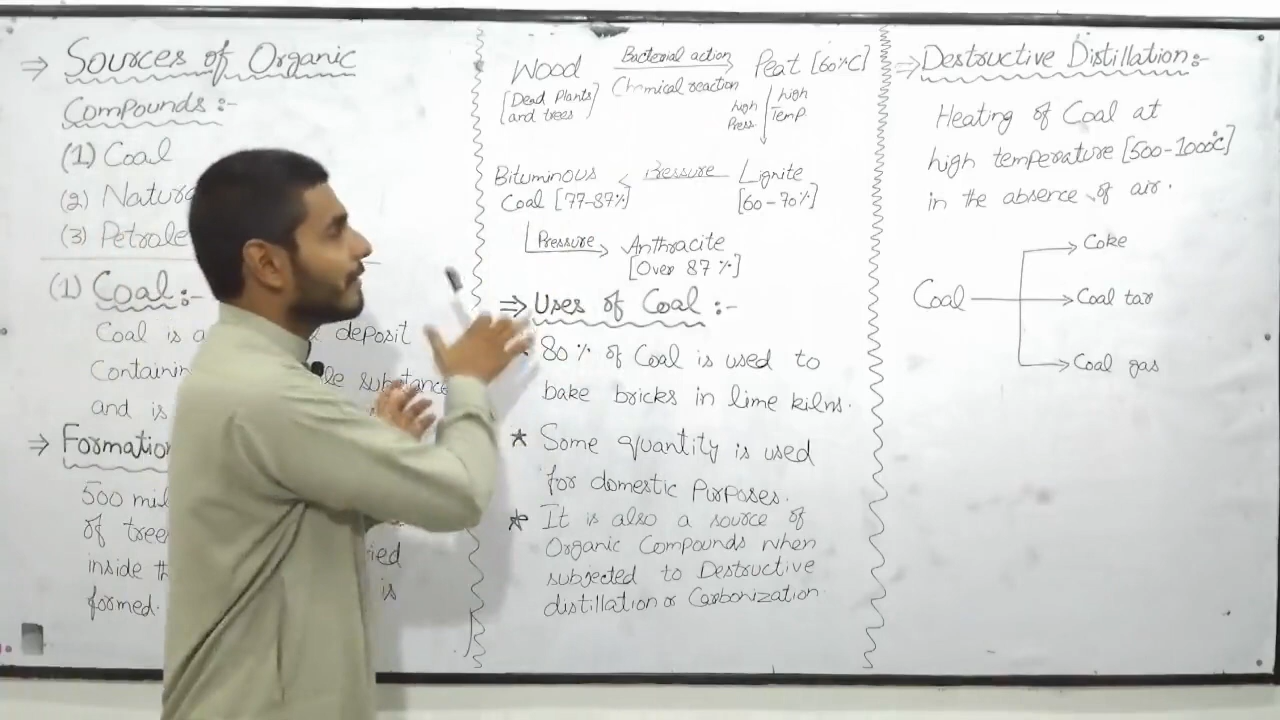 ⇒ Sources of Organic
Compounds :-
(1) Coal
(2) Natura
(3) Petrole
(1) Coal :-
Coal is a deposit
Containin le substance
and is
⇒ Formation
500 mil
of tree
inside th ried
formed. is
Wood Bacterial action Peat [60%C]
[Dead Plants Chemical reaction
and trees]
high Press. high Temp
Bituminous Pressure Lignite
Coal [77-87%] [60-70%]
Pressure Anthracite
[Over 87%]
⇒ Uses of Coal :-
80% of Coal is used to
bake bricks in lime kilns.
★ Some quantity is used
for domestic Purposes.
★ It is also a source of
Organic Compounds when
subjected to Destructive
distillation or Carbonization.
⇒ Destructive Distillation:-
Heating of Coal at
high temperature [500-1000°C]
in the absence of air.
Coke
Coal → Coal tar
Coal gas